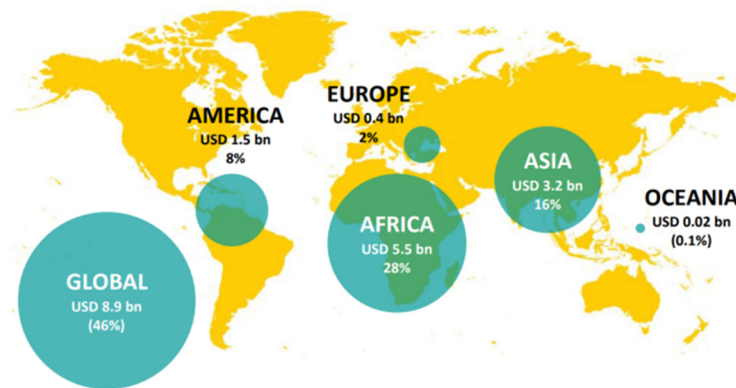 AMERICA
USD 1.5 bn
8%
EUROPE
USD 0.4 bn
2%
ASIA
USD 3.2 bn
16%
OCEANIA
USD 0.02 bn
(0.1%)
AFRICA
USD 5.5 bn
28%
GLOBAL
USD 8.9 bn
(46%)